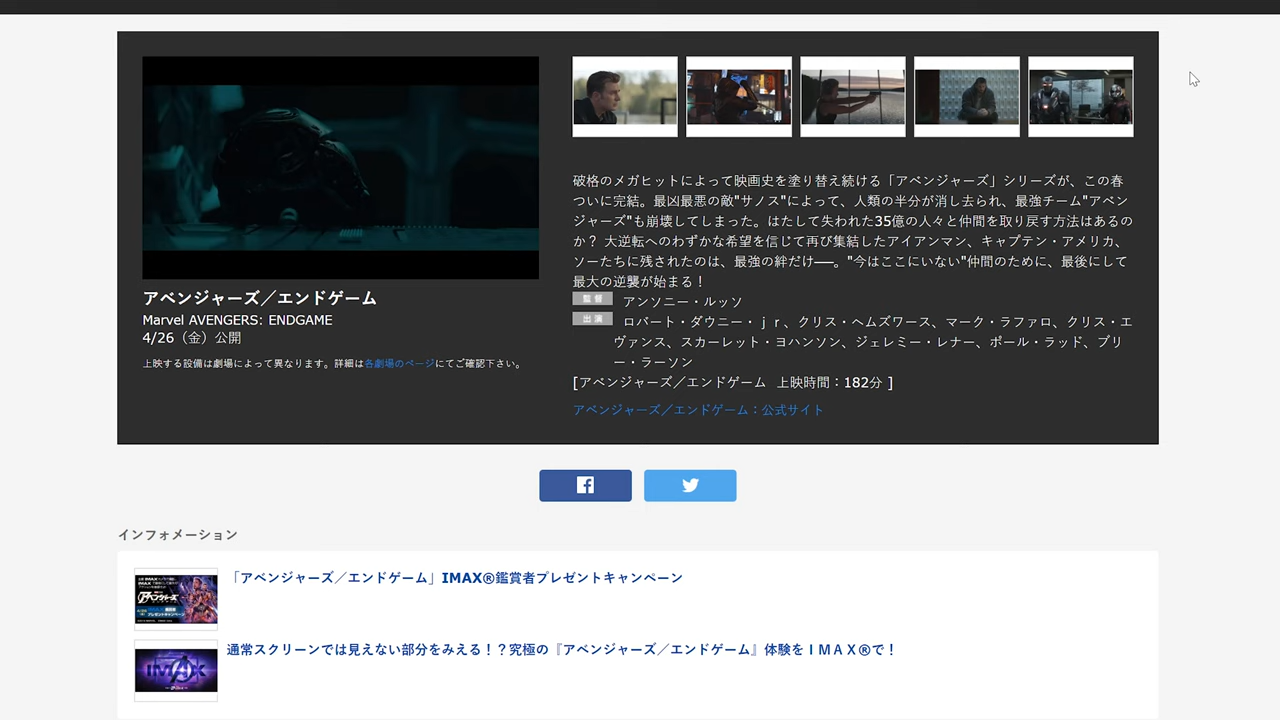 アベンジャーズ／エンドゲーム
Marvel AVENGERS: ENDGAME
4/26（金）公開
上映する設備は劇場によって異なります。詳細は各劇場のページにてご確認下さい。
破格のメガヒットによって映画史を塗り替え続ける「アベンジャーズ」シリーズが、この春
ついに完結。最凶最悪の敵"サノス"によって、人類の半分が消し去られ、最強チーム"アベン
ジャーズ"も崩壊してしまった。はたして失われた35億の人々と仲間を取り戻す方法はあるの
か？ 大逆転へのわずかな希望を信じて再び集結したアイアンマン、キャプテン・アメリカ、
ソーたちに残されたのは、最強の絆だけ──。"今はここにいない"仲間のために、最後にして
最大の逆襲が始まる！
監督 アンソニー・ルッソ
出演 ロバート・ダウニー・ｊｒ、クリス・ヘムズワース、マーク・ラファロ、クリス・エ
ヴァンス、スカーレット・ヨハンソン、ジェレミー・レナー、ポール・ラッド、ブリ
ー・ラーソン
[アベンジャーズ／エンドゲーム 上映時間：182分 ]
アベンジャーズ／エンドゲーム：公式サイト
インフォメーション
「アベンジャーズ／エンドゲーム」IMAX®鑑賞者プレゼントキャンペーン
通常スクリーンでは見えない部分をみえる！？究極の『アベンジャーズ／エンドゲーム』体験をＩＭＡＸ®で！
IMAX